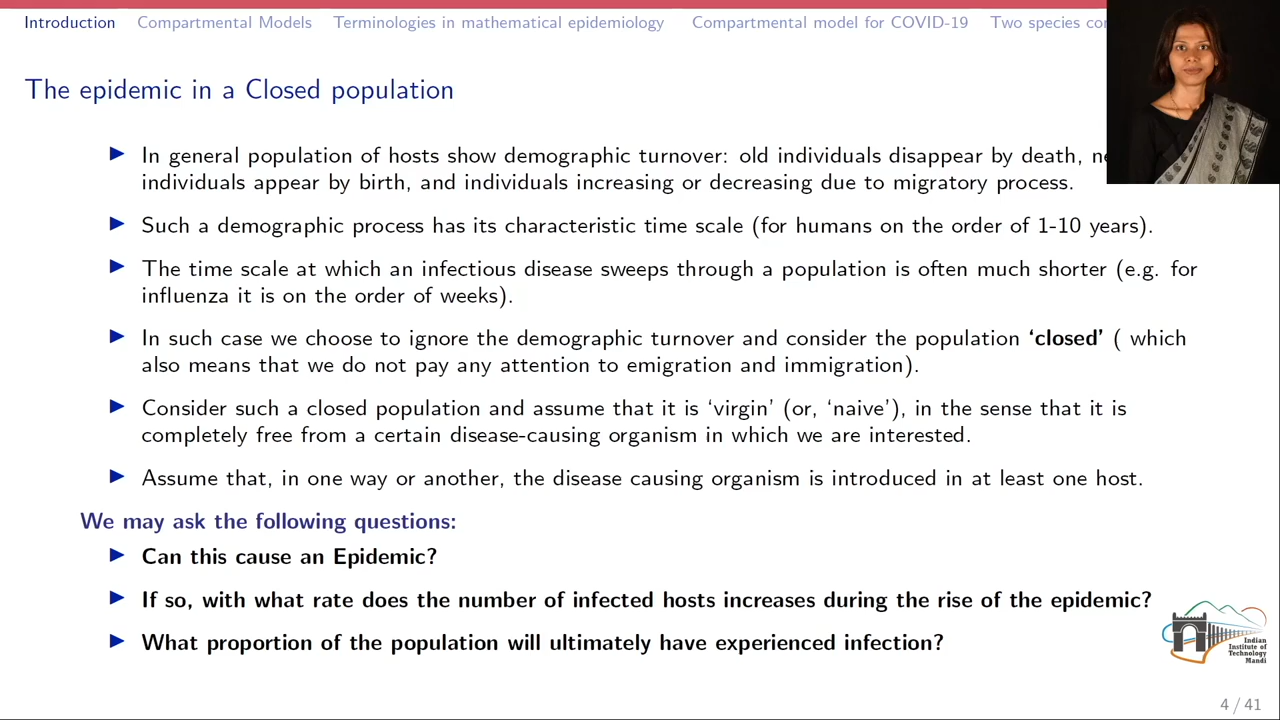 Introduction Compartmental Models Terminologies in mathematical epidemiology Compartmental model for COVID-19 Two species
The epidemic in a Closed population
▶ In general population of hosts show demographic turnover: old individuals disappear by death,
individuals appear by birth, and individuals increasing or decreasing due to migratory process.
▶ Such a demographic process has its characteristic time scale (for humans on the order of 1-10 years).
▶ The time scale at which an infectious disease sweeps through a population is often much shorter (e.g. for
influenza it is on the order of weeks).
▶ In such case we choose to ignore the demographic turnover and consider the population ‘closed’ ( which
also means that we do not pay any attention to emigration and immigration).
▶ Consider such a closed population and assume that it is ‘virgin’ (or, ‘naive’), in the sense that it is
completely free from a certain disease-causing organism in which we are interested.
▶ Assume that, in one way or another, the disease causing organism is introduced in at least one host.
We may ask the following questions:
▶ Can this cause an Epidemic?
▶ If so, with what rate does the number of infected hosts increases during the rise of the epidemic?
▶ What proportion of the population will ultimately have experienced infection?
Indian
Institute of
Technology
Mandi
4 / 41